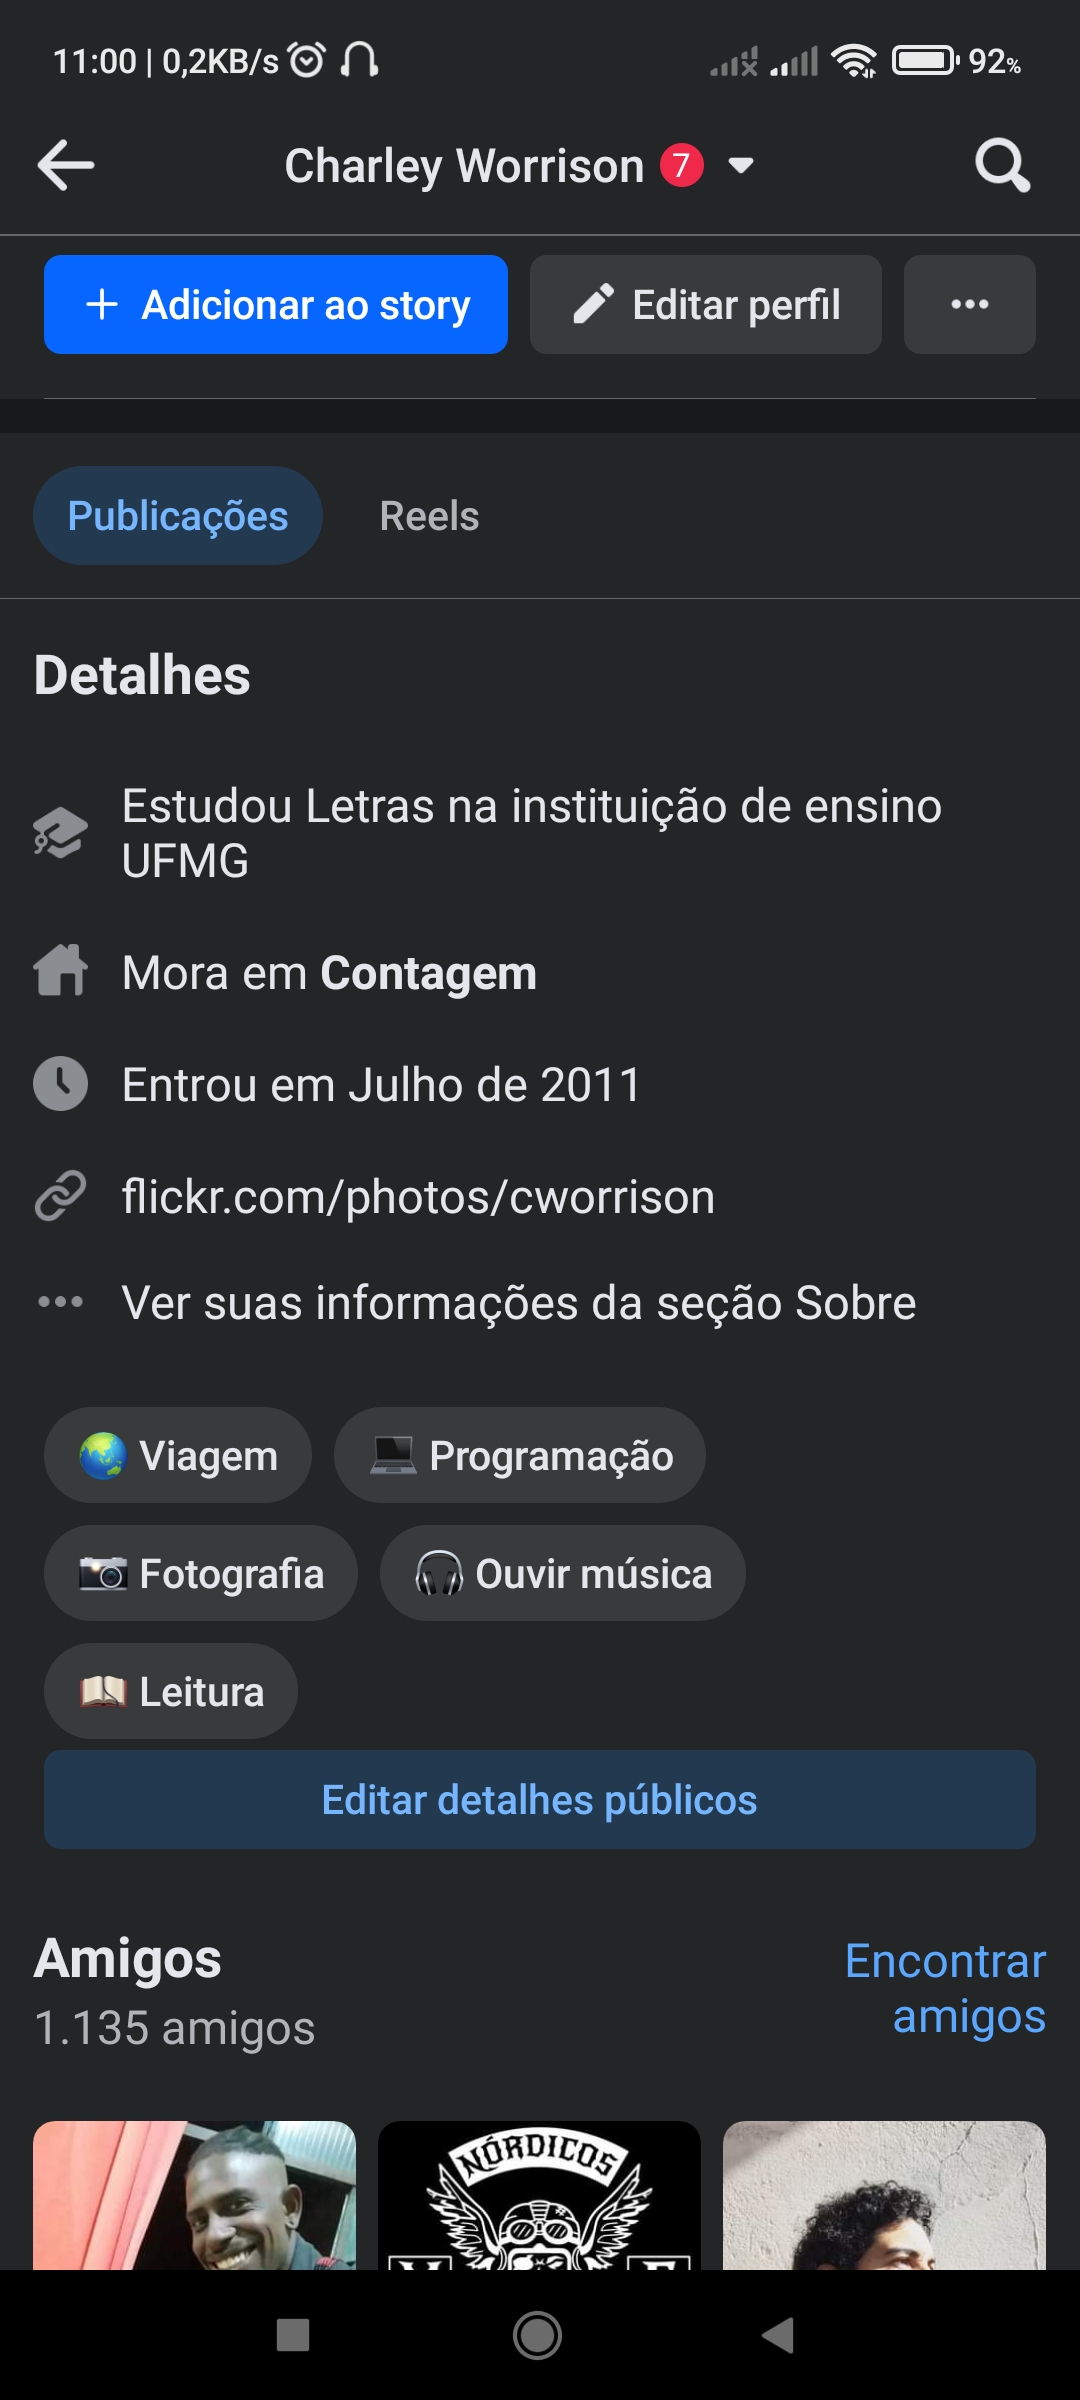 11:00 | 0,2KB/s 92%
Charley Worrison 7
Adicionar ao story Editar perfil
Publicações Reels
Detalhes
Estudou Letras na instituição de ensino
UFMG
Mora em Contagem
Entrou em Julho de 2011
flickr.com/photos/cworrison
Ver suas informações da seção Sobre
Viagem Programação
Fotografia Ouvir música
Leitura
Editar detalhes públicos
Amigos Encontrar
1.135 amigos amigos
NÓRDICOS